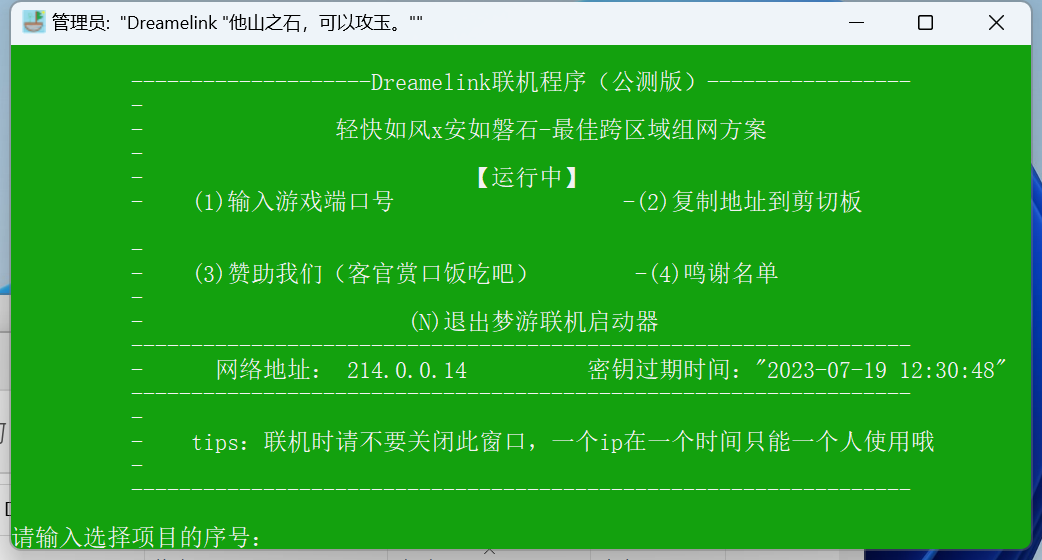 管理员: "Dreamelink "他山之石，可以攻玉。""
--------------------Dreamelink联机程序（公测版）-----------------
-
- 轻快如风x安如磐石-最佳跨区域组网方案
-
- 【运行中】
- (1)输入游戏端口号 -(2)复制地址到剪切板
-
- (3)赞助我们（客官赏口饭吃吧） -(4)鸣谢名单
-
- (N)退出梦游联机启动器
-----------------------------------------------------------------
- 网络地址： 214.0.0.14 密钥过期时间："2023-07-19 12:30:48"
-----------------------------------------------------------------
-
- tips：联机时请不要关闭此窗口，一个ip在一个时间只能一个人使用哦
-
-----------------------------------------------------------------
请输入选择项目的序号：